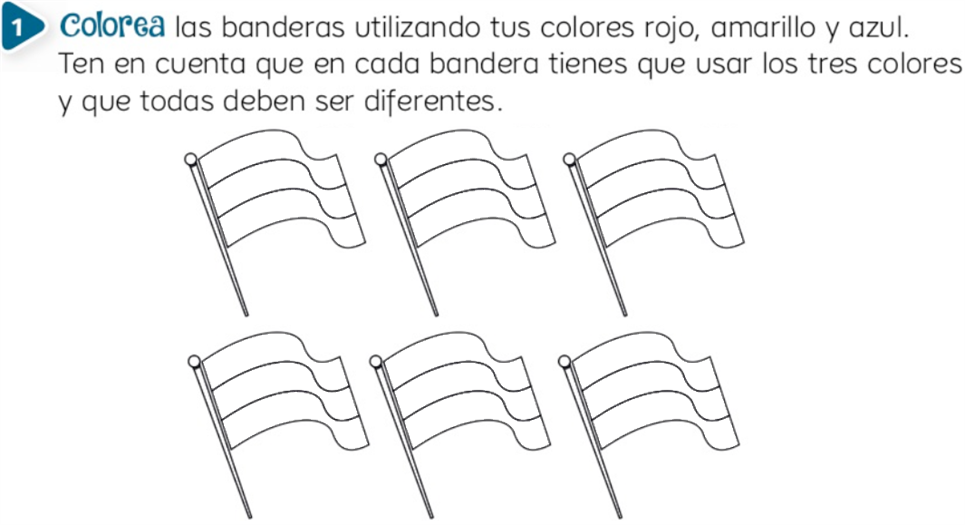 1 Colorea las banderas utilizando tus colores rojo, amarillo y azul.
Ten en cuenta que en cada bandera tienes que usar los tres colores
y que todas deben ser diferentes.